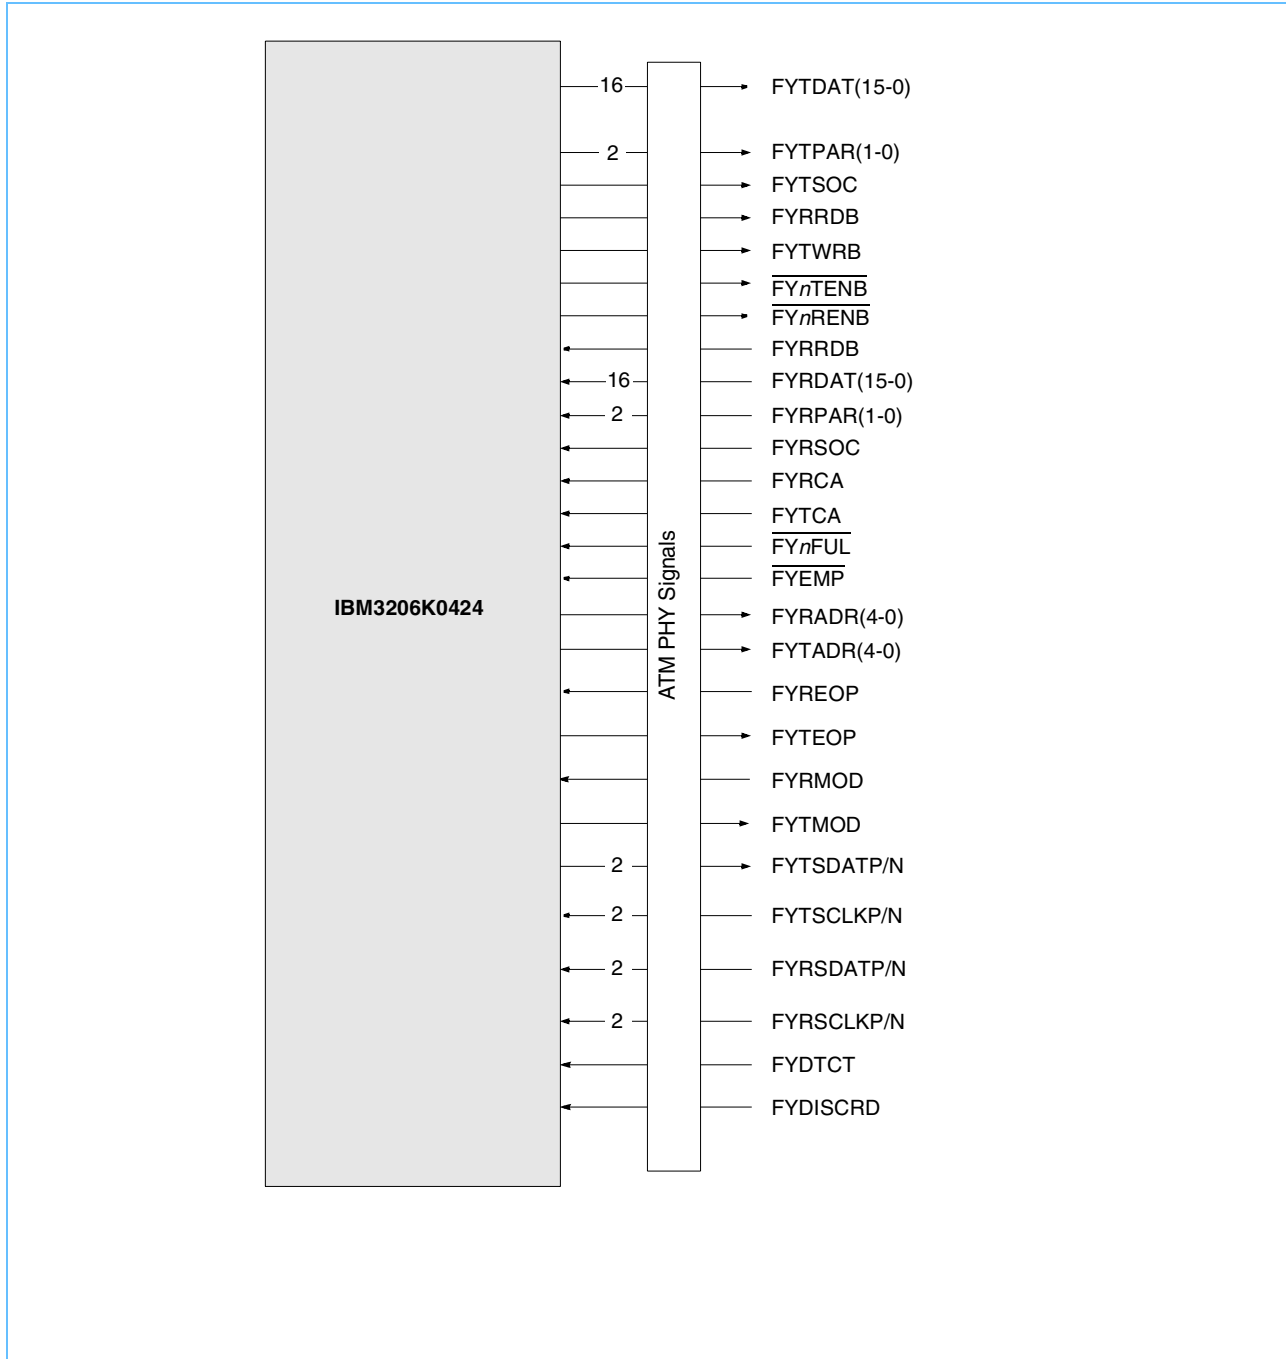 16 FYTDAT(15-0)
2 FYTPAR(1-0)
FYTSOC
FYRRDB
FYTWRB
FYnTENB
FYnRENB
FYRRDB
16 FYRDAT(15-0)
2 FYRPAR(1-0)
FYRSOC
FYRCA
FYTCA
FYnFUL
FYEMP
IBM3206K0424
ATM PHY Signals
FYRADR(4-0)
FYTADR(4-0)
FYREOP
FYTEOP
FYRMOD
FYTMOD
2 FYTSDATP/N
2 FYTSCLKP/N
2 FYRSDATP/N
2 FYRSCLKP/N
FYDTCT
FYDISCRD